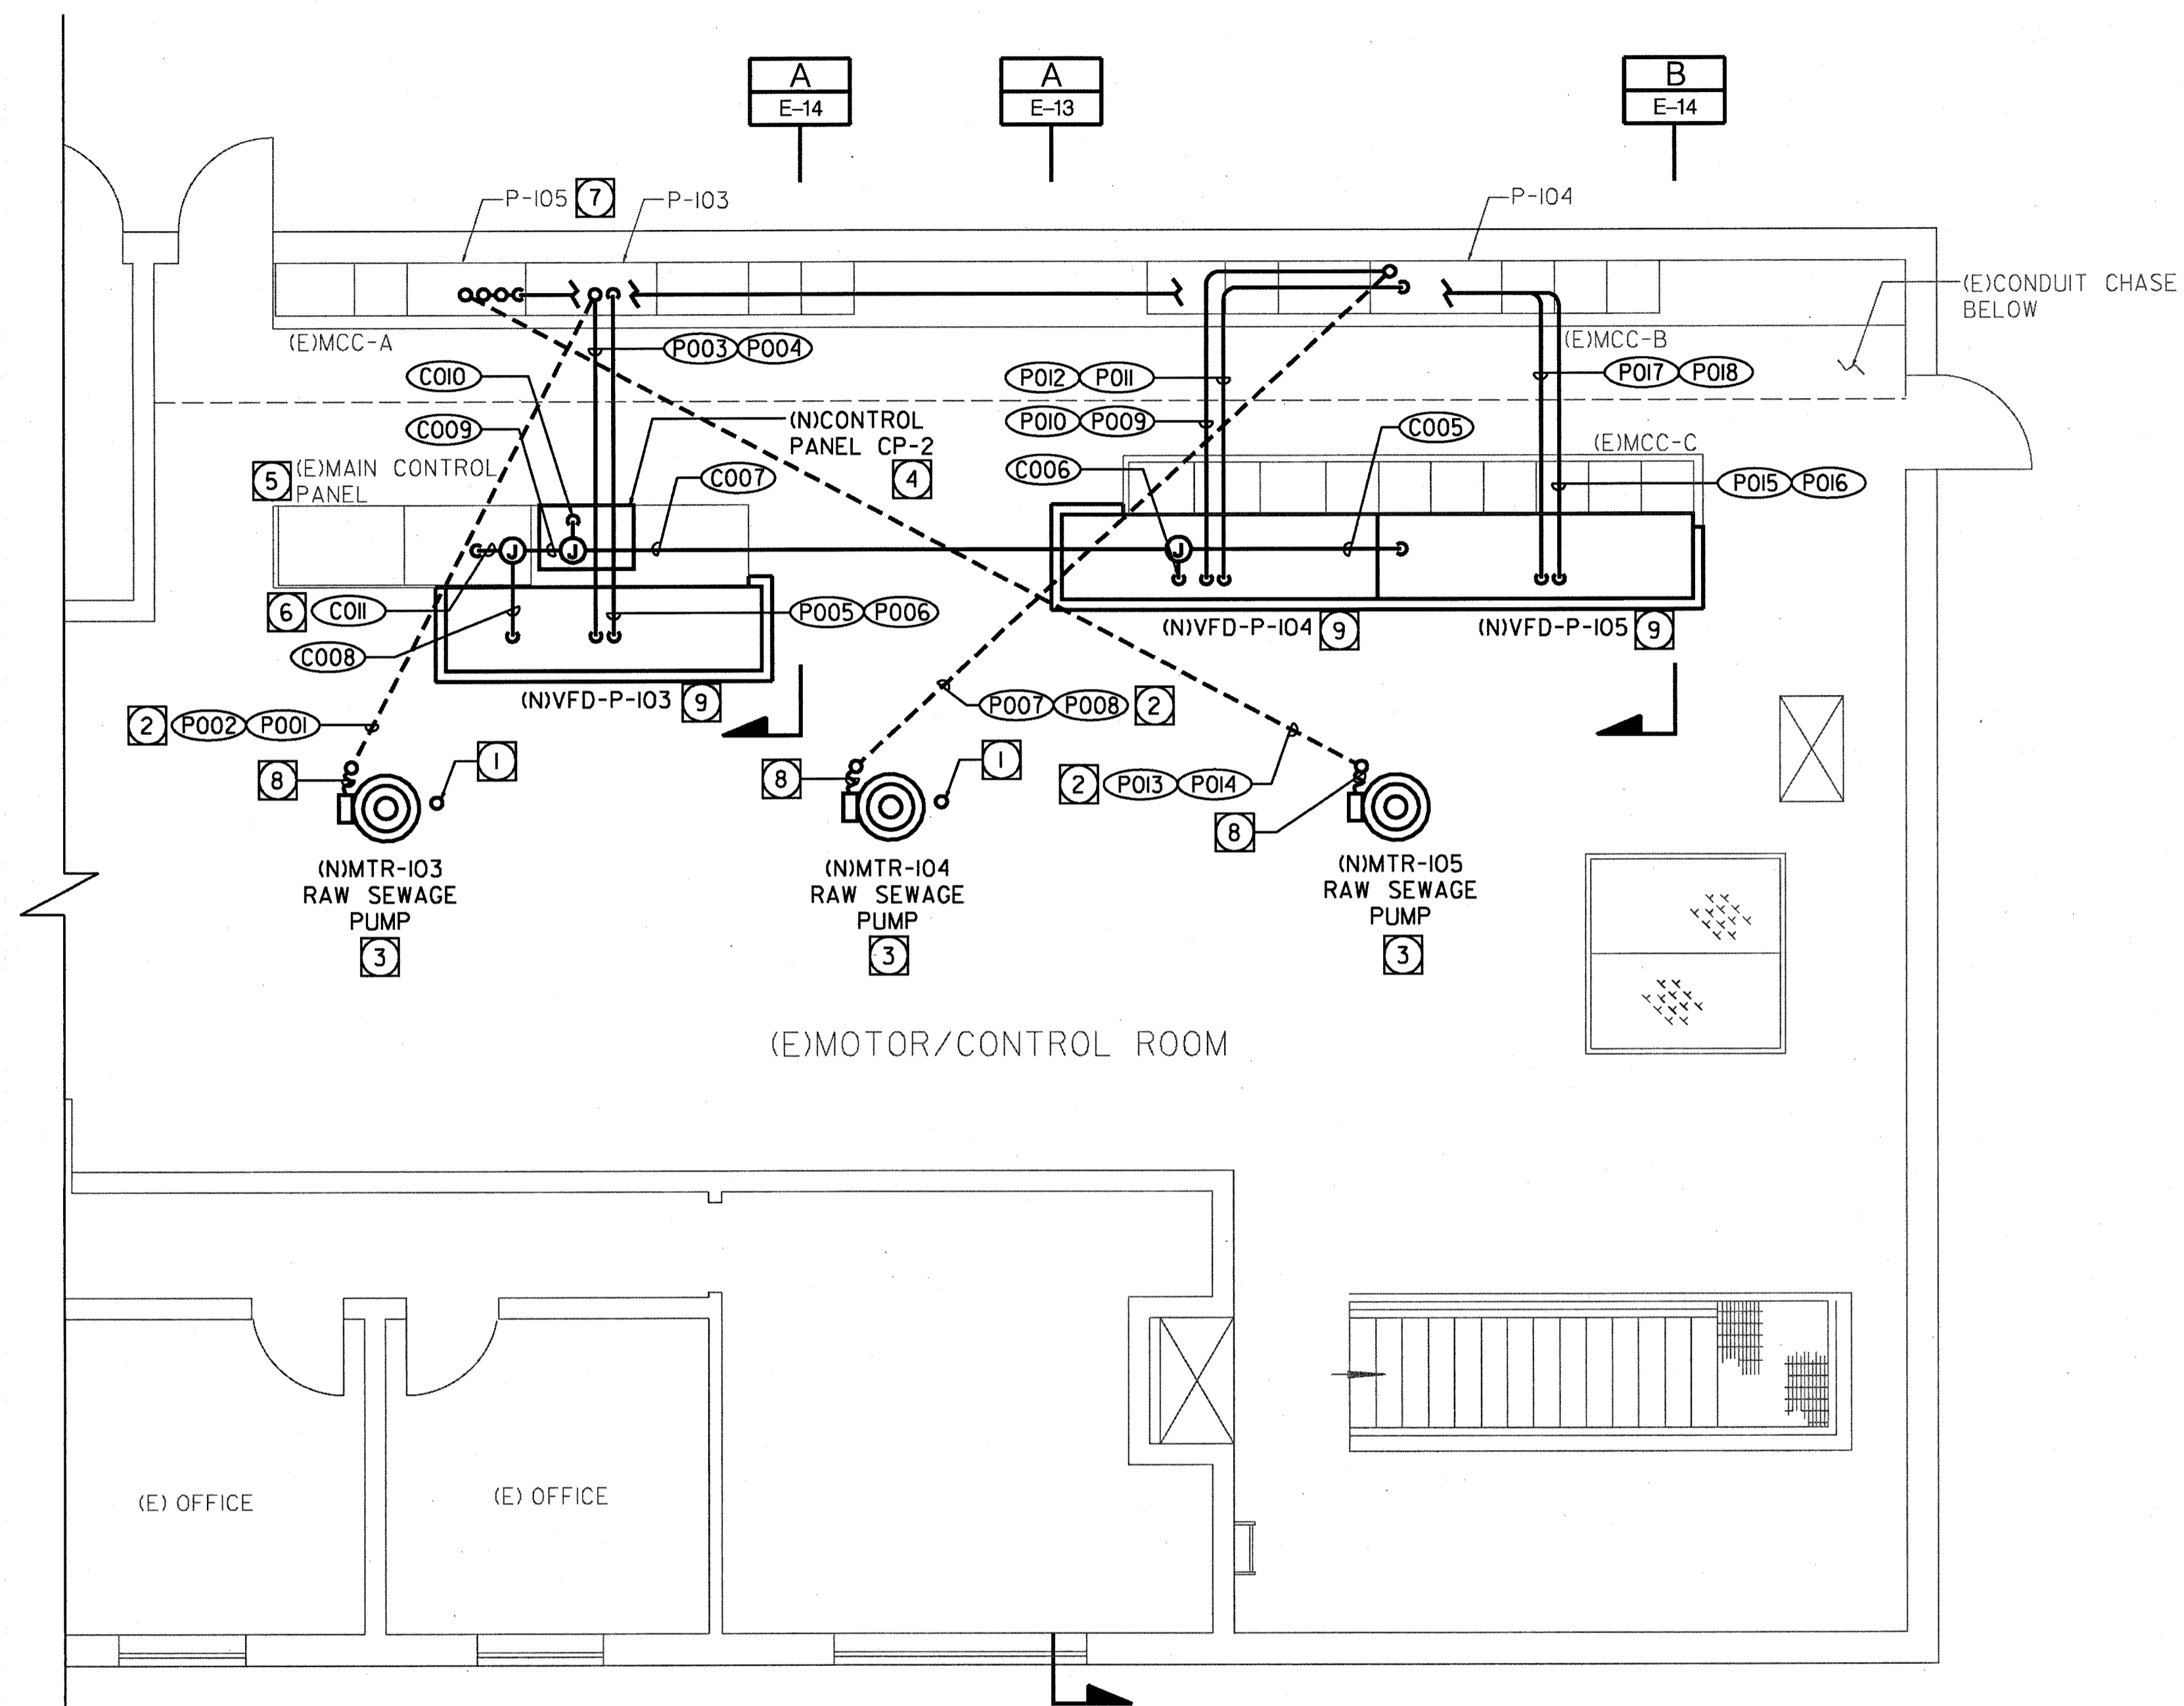 A
E-14
A
E-13
B
E-14
P-105 7
P-103
P-104
(E)CONDUIT CHASE
BELOW
(E)MCC-A
(E)MCC-B
P003 P004
C010
P012 P011
P017 P018
C009
(N)CONTROL
PANEL CP-2
4
P010 P009
C005
(E)MCC-C
5 (E)MAIN CONTROL
PANEL
C007
C006
P015 P016
J
J
J
6 C011
P005 P006
C008
(N)VFD-P-104 9
(N)VFD-P-105 9
(N)VFD-P-103 9
2 P002 P001
P007 P008 2
8
1
8
1
2 P013 P014
8
(N)MTR-103
RAW SEWAGE
PUMP
3
(N)MTR-104
RAW SEWAGE
PUMP
3
(N)MTR-105
RAW SEWAGE
PUMP
3
(E)MOTOR/CONTROL ROOM
(E) OFFICE
(E) OFFICE